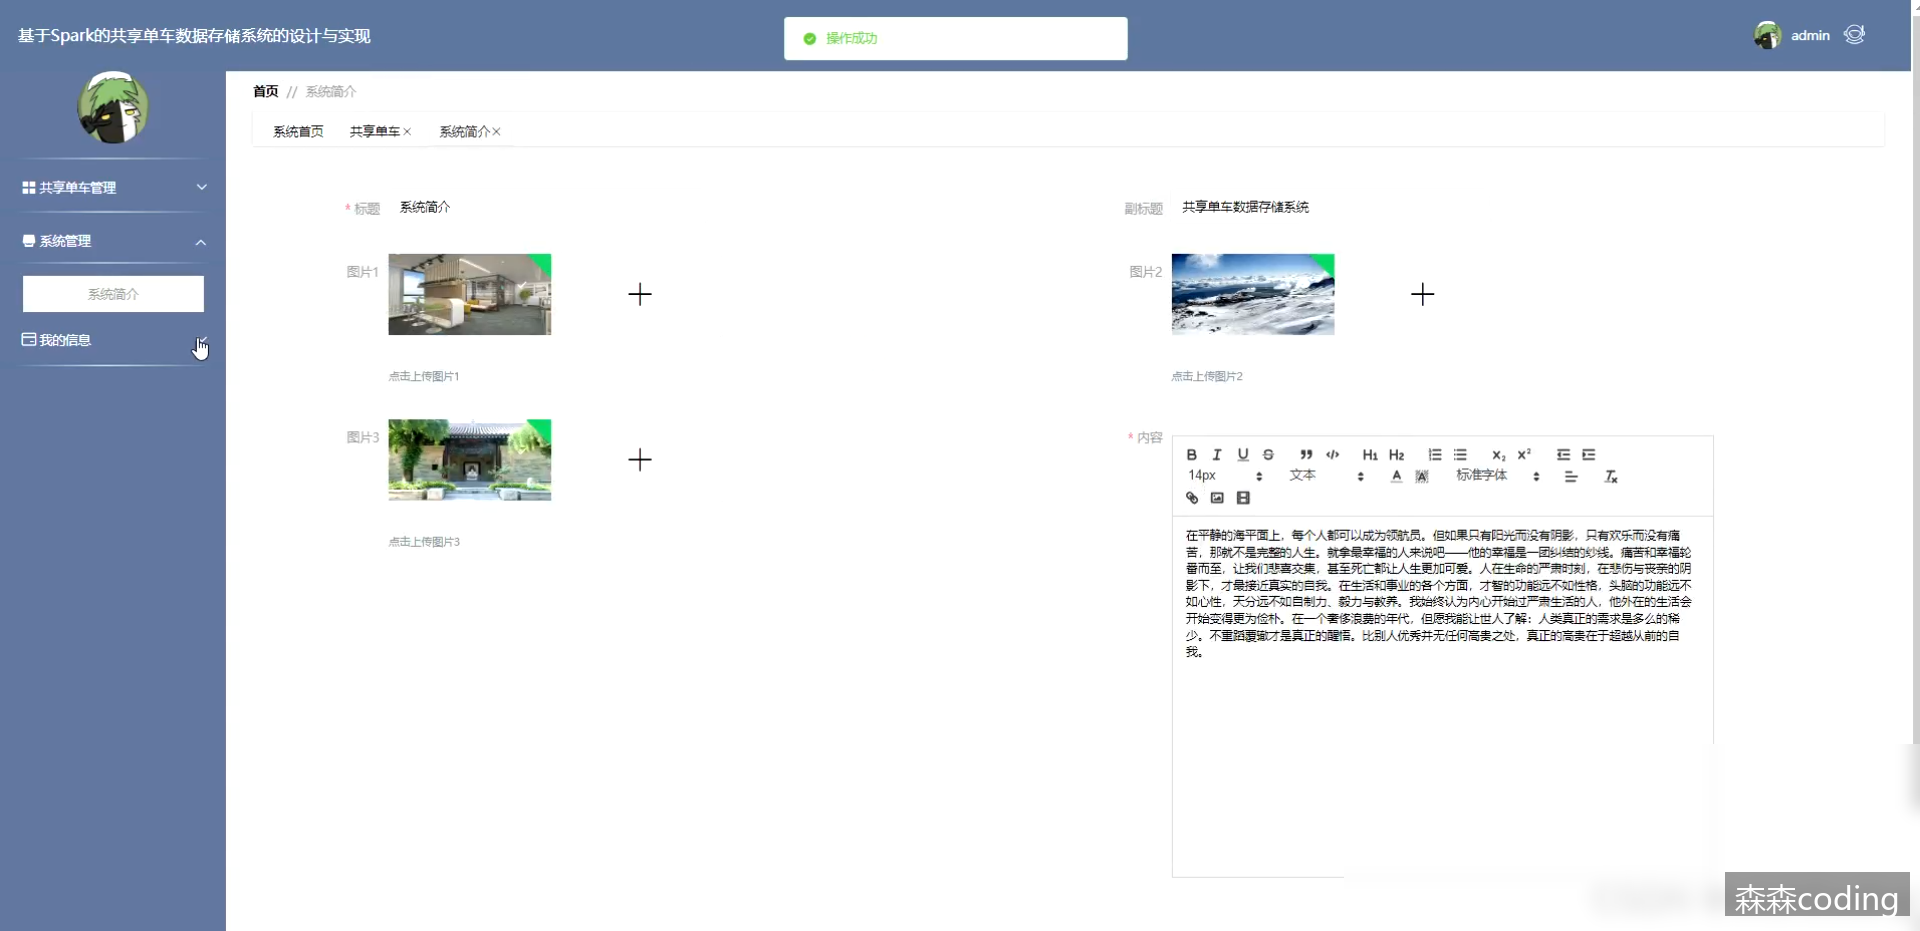 基于Spark的共享单车数据存储系统的设计与实现
操作成功
admin
首页 // 系统简介
系统首页 共享单车 系统简介
共享单车管理
系统管理
系统简介
我的信息
* 标题 系统简介
副标题 共享单车数据存储系统
图片1
点击上传图片1
图片2
点击上传图片2
图片3
点击上传图片3
* 内容
B I U S H1 H2 X2 X2
14px 文本 A A 标准字体 Tx
在平静的海平面上，每个人都可以成为领航员。但如果只有阳光而没有阴影，只有欢乐而没有痛
苦，那就不是完整的人生。就拿最幸福的人来说吧——他的幸福是一团纠结的纱线。痛苦和幸福轮
番而至，让我们悲喜交集，甚至死亡都让人生更加可爱。人在生命的严肃时刻，在悲伤与丧亲的阴
影下，才最接近真实的自我。在生活和事业的各个方面，才智的功能远不如性格，头脑的功能远不
如心性，天分远不如自制力、毅力与教养。我始终认为内心开始过严肃生活的人，他外在的生活会
开始变得更为俭朴。在一个奢侈浪费的年代，但愿我能让世人了解：人类真正的需求是多么的稀
少。不重蹈覆辙才是真正的醒悟。比别人优秀并无任何高贵之处，真正的高贵在于超越从前的自
我。
森森coding